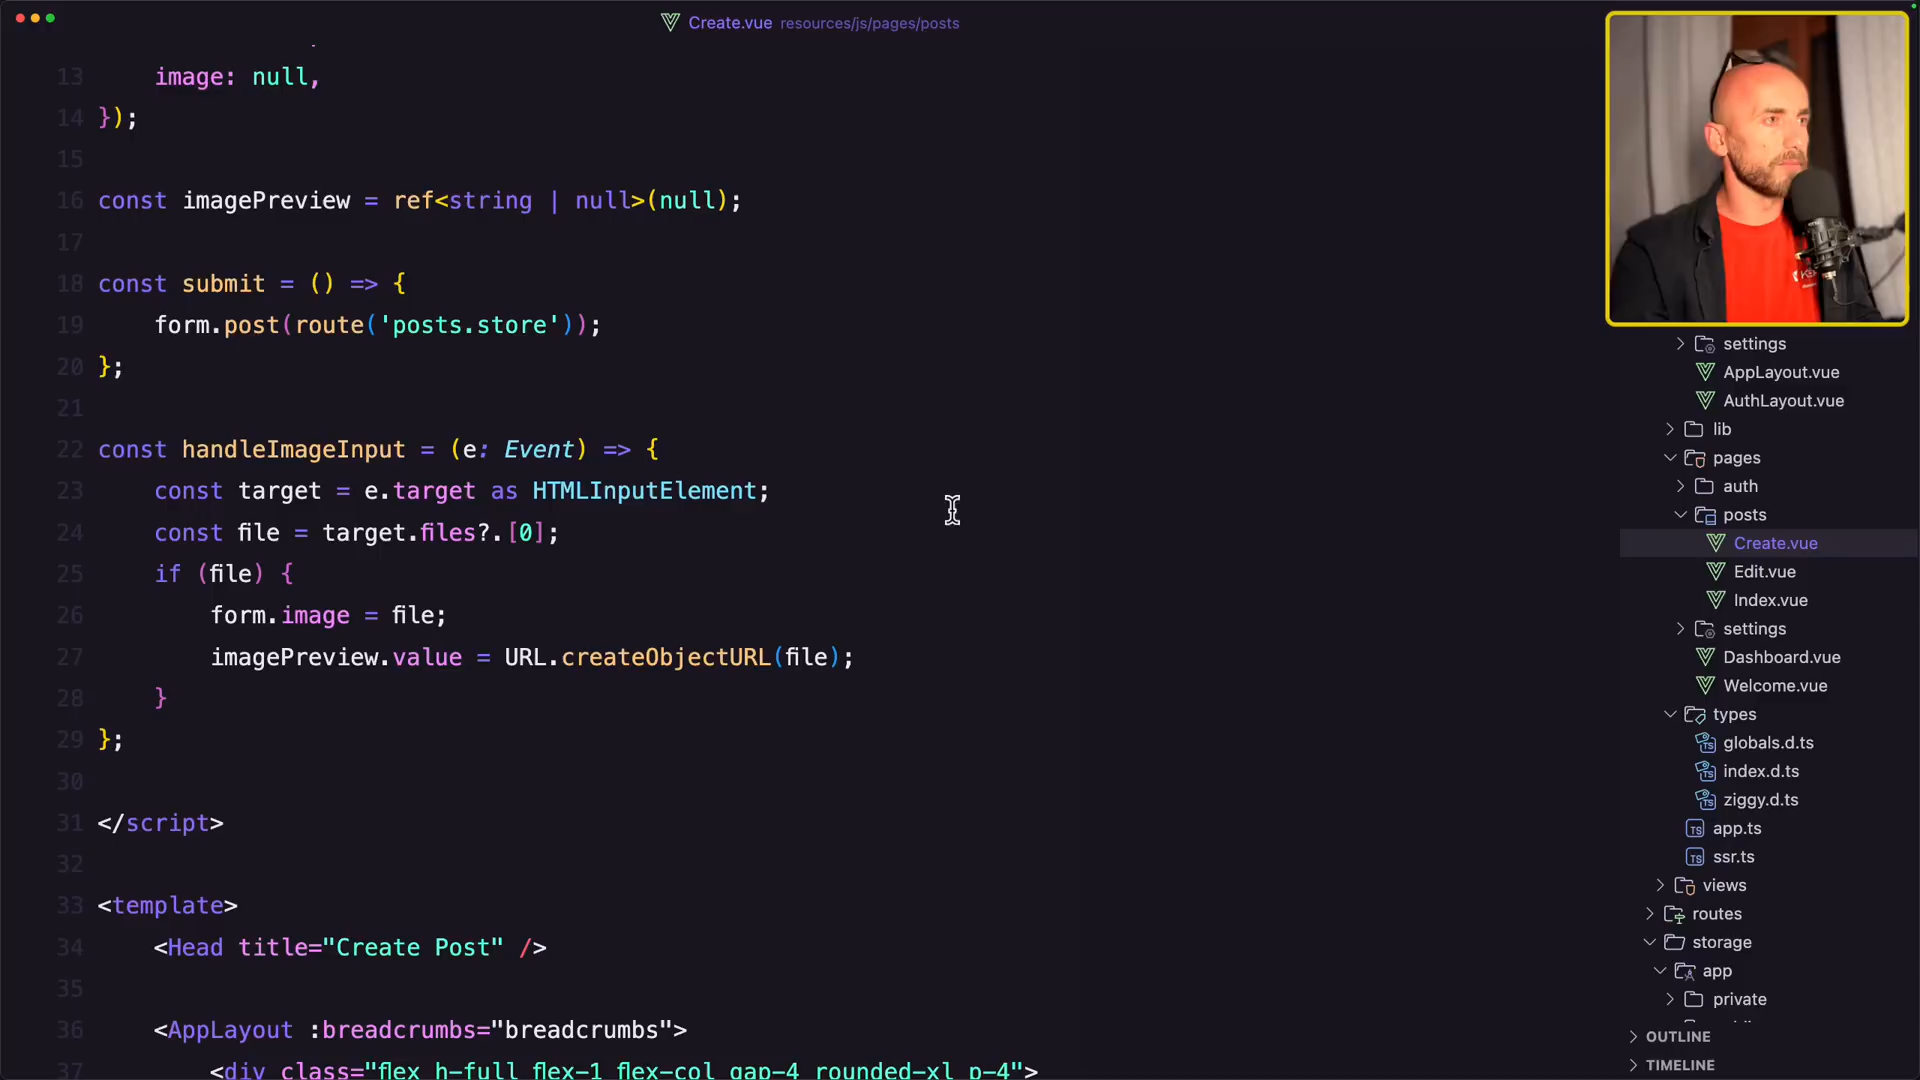 Create.vue resources/js/pages/posts
13 image: null,
14 });
15
16 const imagePreview = ref<string | null>(null);
17
18 const submit = () => {
19 form.post(route('posts.store'));
20 };
21
22 const handleImageInput = (e: Event) => {
23 const target = e.target as HTMLInputElement;
24 const file = target.files?.[0];
25 if (file) {
26 form.image = file;
27 imagePreview.value = URL.createObjectURL(file);
28 }
29 };
30
31 </script>
32
33 <template>
34 <Head title="Create Post" />
35
36 <AppLayout :breadcrumbs="breadcrumbs">
37 <div class="flex h-full flex-1 flex-col gap-4 rounded-xl p-4">
settings
AppLayout.vue
AuthLayout.vue
lib
pages
auth
posts
Create.vue
Edit.vue
Index.vue
settings
Dashboard.vue
Welcome.vue
types
globals.d.ts
index.d.ts
ziggy.d.ts
TS app.ts
TS ssr.ts
views
routes
storage
app
private
OUTLINE
TIMELINE